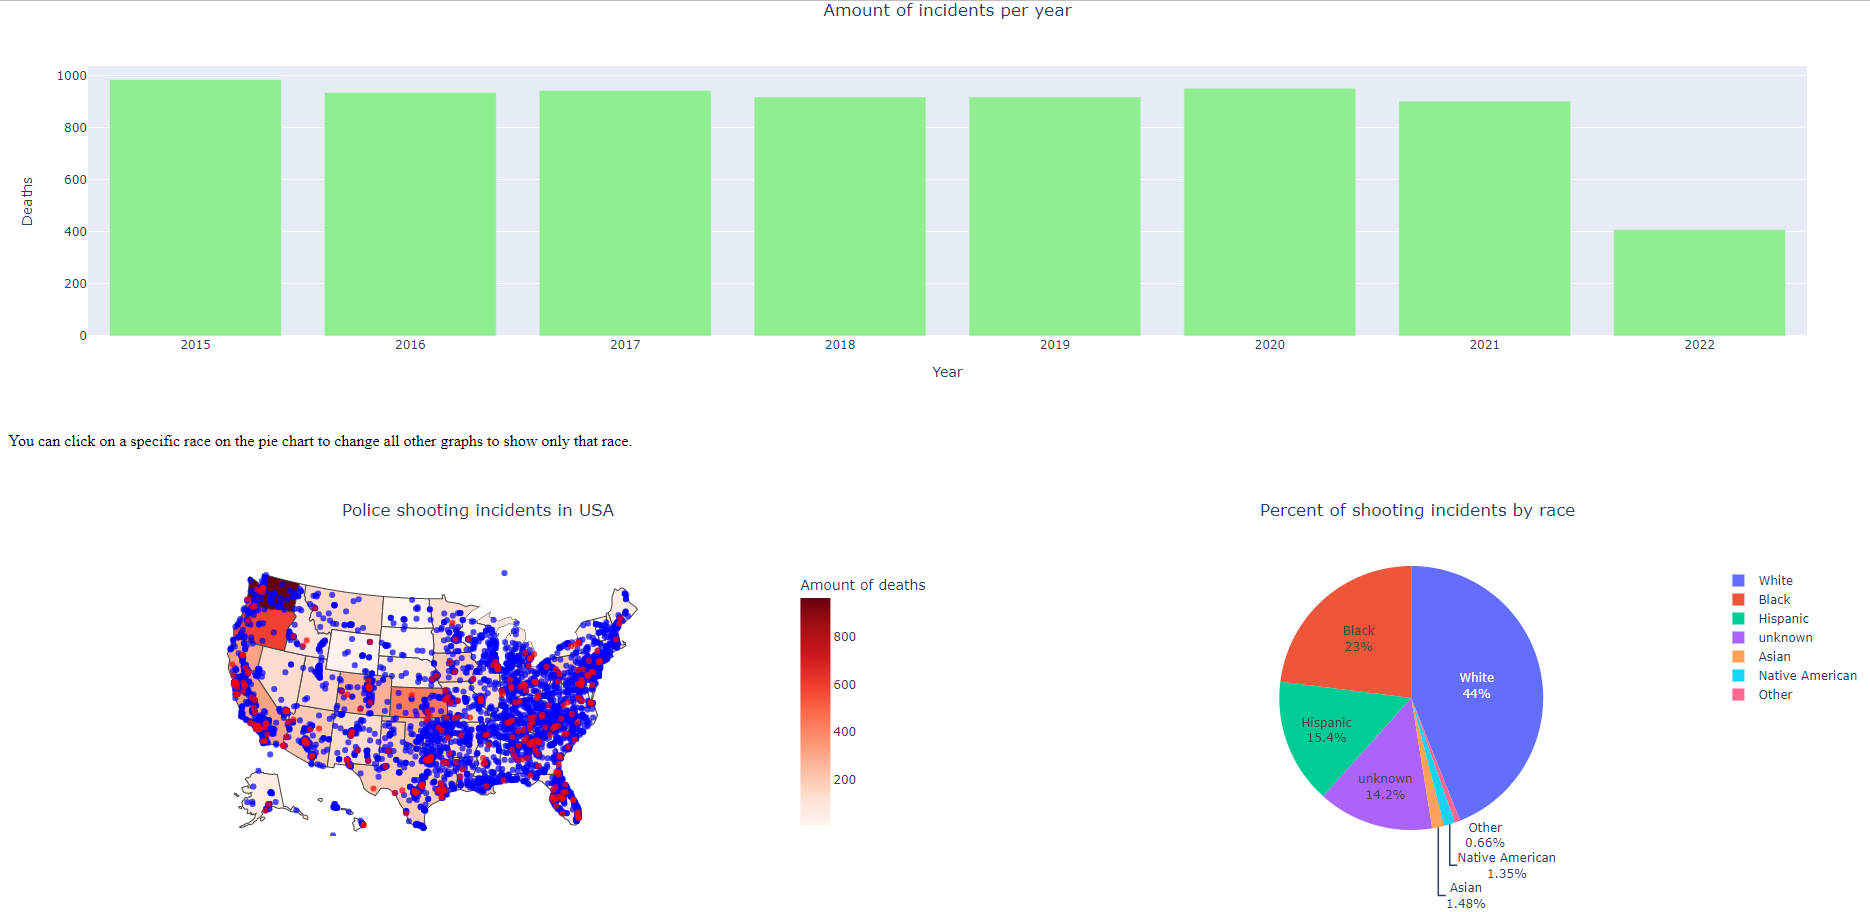 Amount of incidents per year
1000
800
600
400
200
0
Deaths
2015 2016 2017 2018 2019 2020 2021 2022
Year
You can click on a specific race on the pie chart to change all other graphs to show only that race.
Police shooting incidents in USA
Amount of deaths
800
600
400
200
Percent of shooting incidents by race
White
44%
Black
23%
Hispanic
15.4%
unknown
14.2%
Other
0.66%
Native American
1.35%
Asian
1.48%
White
Black
Hispanic
unknown
Asian
Native American
Other